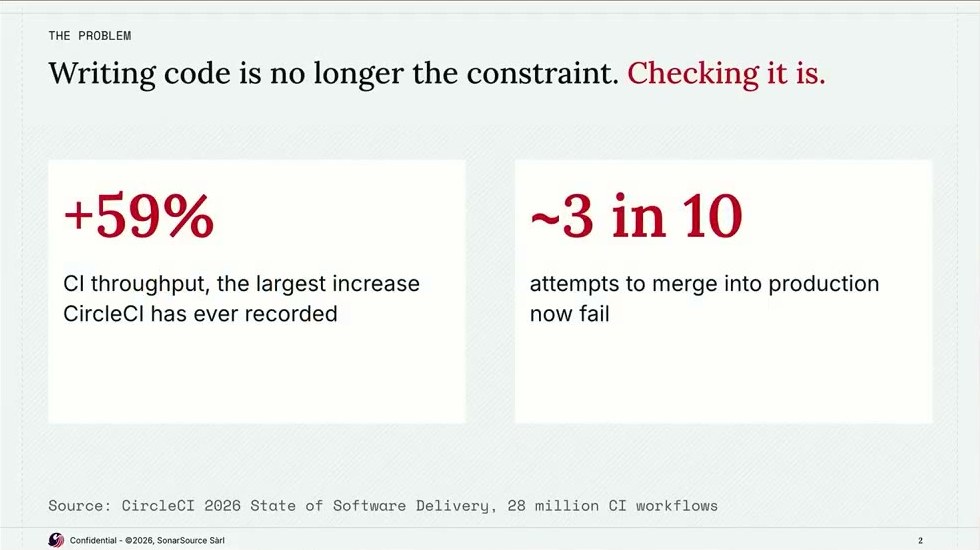 THE PROBLEM
Writing code is no longer the constraint. Checking it is.
+59%
CI throughput, the largest increase
CircleCI has ever recorded
~3 in 10
attempts to merge into production
now fail
Source: CircleCI 2026 State of Software Delivery, 28 million CI workflows
Confidential - ©2026, SonarSource Sàrl
2